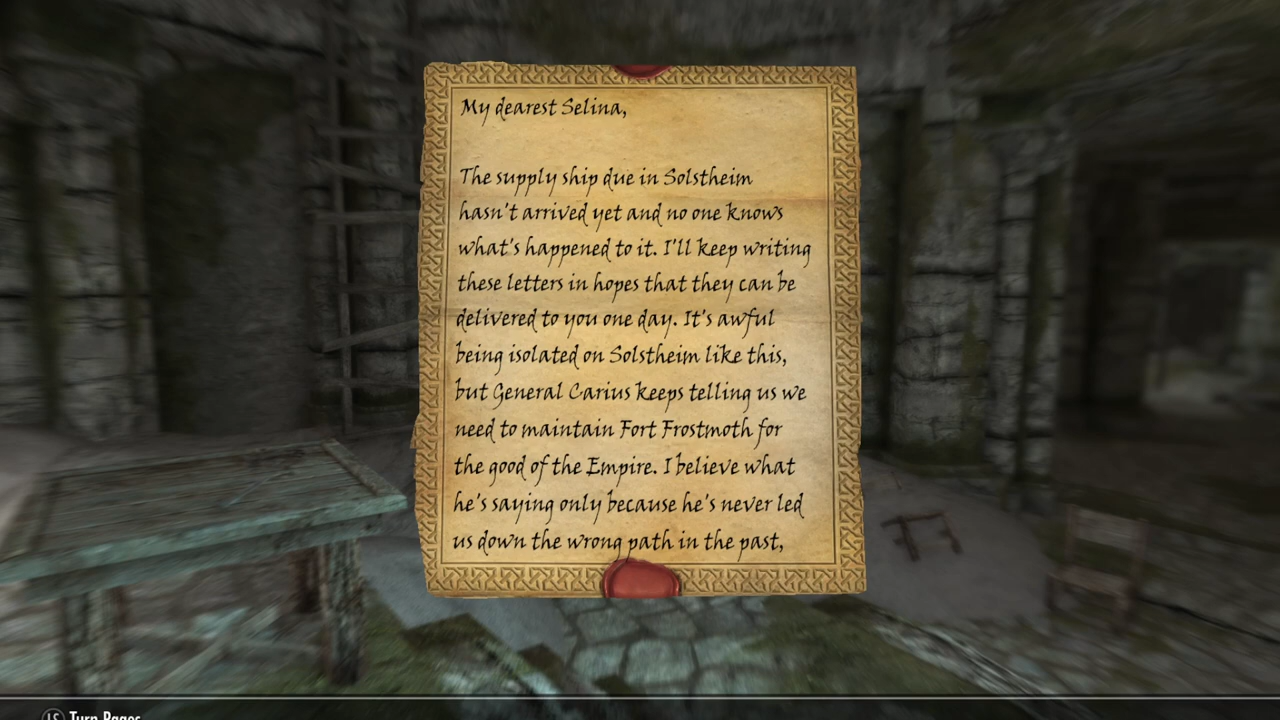 My dearest Selina,
The supply ship due in Solstheim
hasn't arrived yet and no one knows
what's happened to it. I'll keep writing
these letters in hopes that they can be
delivered to you one day. It's awful
being isolated on Solstheim like this,
but General Carius keeps telling us we
need to maintain Fort Frostmoth for
the good of the Empire. I believe what
he's saying only because he's never led
us down the wrong path in the past,
LS Turn Pages